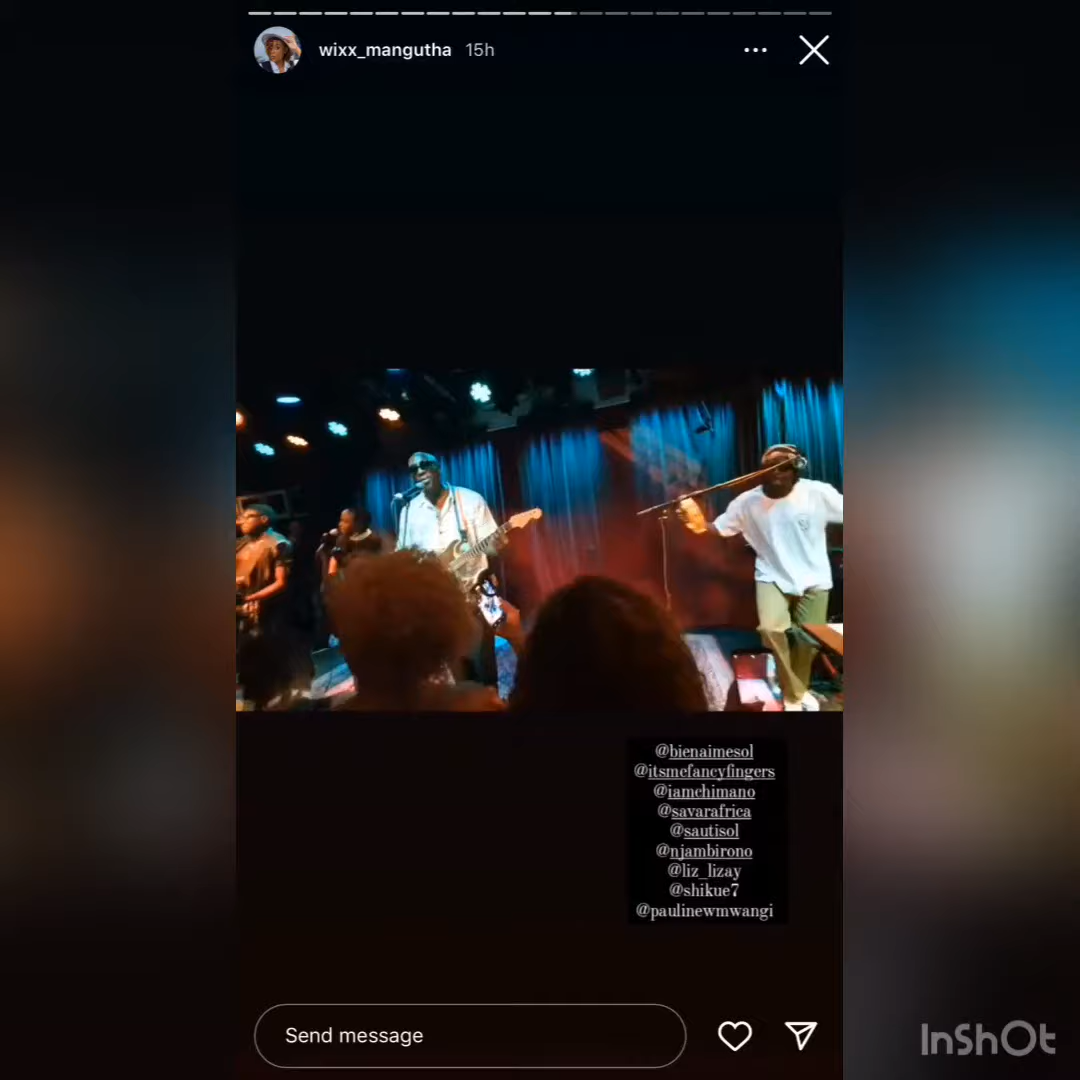 wixx_mangutha 15h
@bienaimesol
@itsmefancyfingers
@iamchimano
@savarafrica
@sautisol
@njambirono
@liz_lizay
@shikue7
@paulinewmwangi
Send message
InShOt